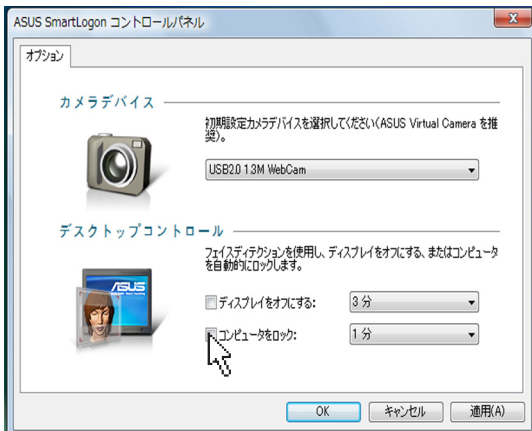 ASUS SmartLogon コントロールパネル
オプション
カメラデバイス
初期設定カメラデバイスを選択してください(ASUS Virtual Camera を推
奨)。
USB2.0 1.3M WebCam
デスクトップコントロール
フェイスディテクションを使用し、ディスプレイをオフにする、またはコンピュータ
を自動的にロックします。
ASUS
ディスプレイをオフにする: 3 分
コンピュータをロック: 1 分
OK キャンセル 適用(A)